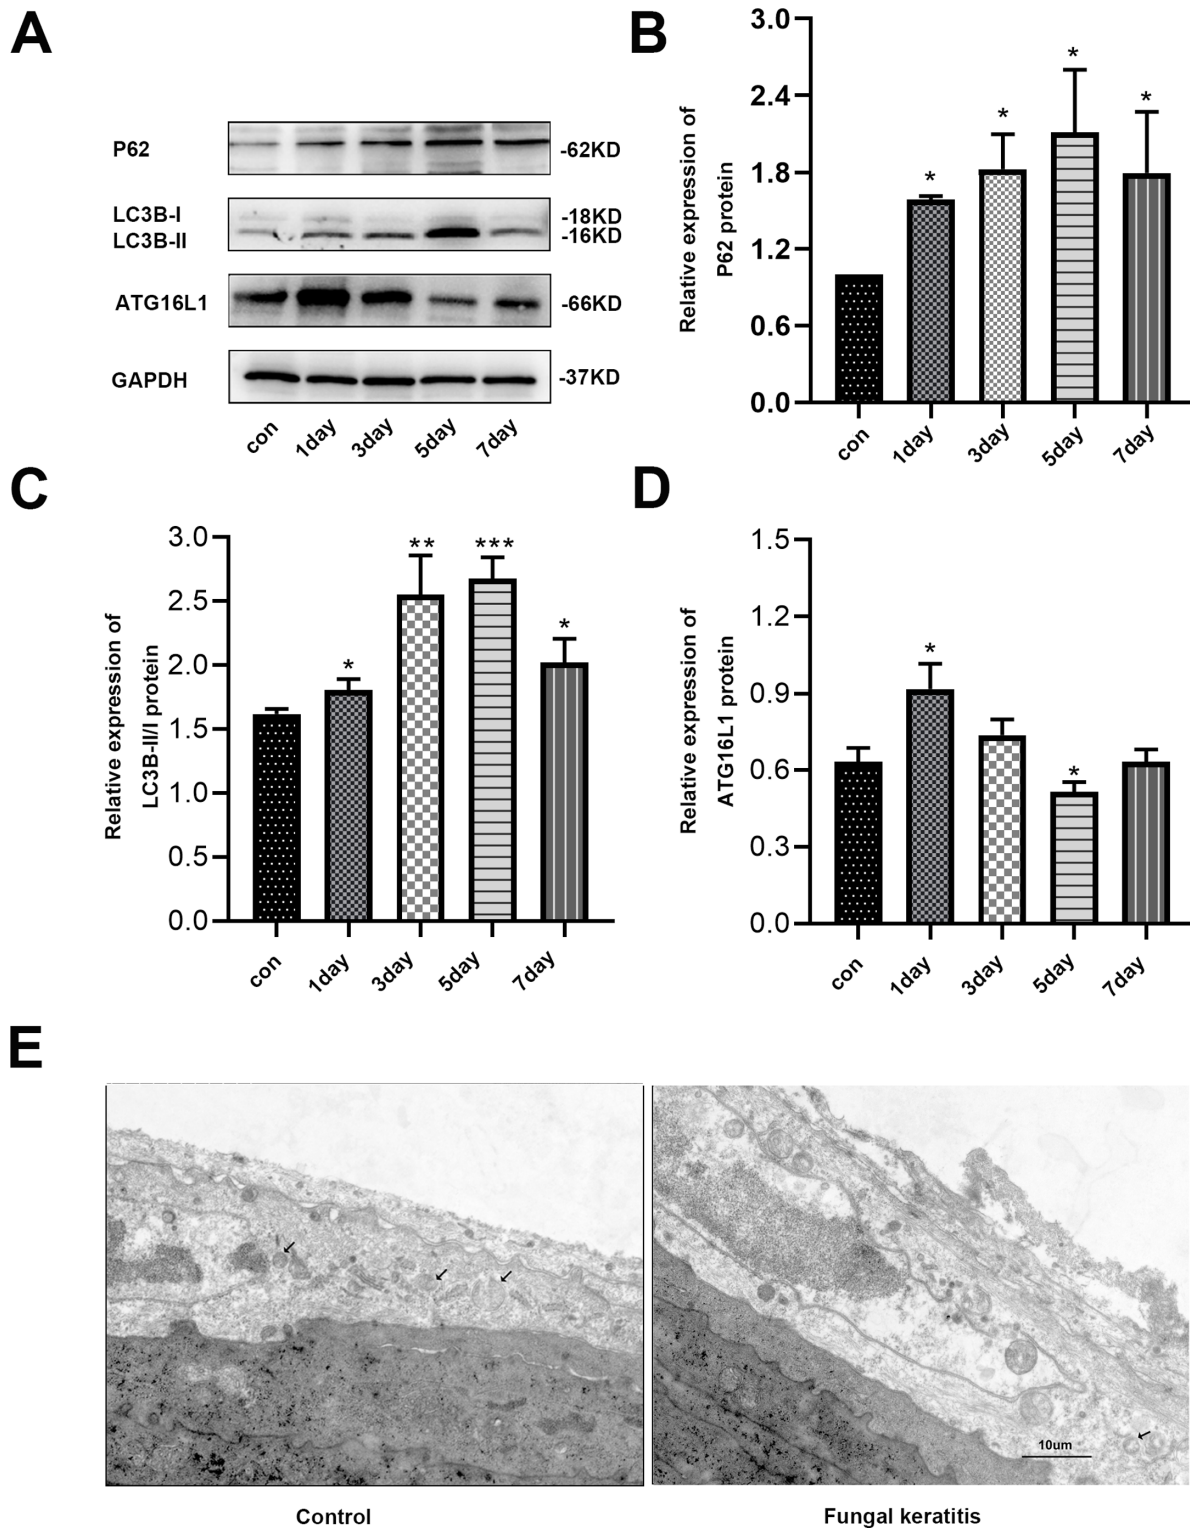 A
P62
-62KD
LC3B-I
-18KD
LC3B-II
-16KD
ATG16L1
-66KD
GAPDH
-37KD
con 1day 3day 5day 7day
B
Relative expression of
P62 protein
3.0
2.4
1.8
1.2
0.6
0.0
* * * *
con 1day 3day 5day 7day
C
Relative expression of
LC3B-II/I protein
3.0
2.5
2.0
1.5
1.0
0.5
0.0
* ** *** *
con 1day 3day 5day 7day
D
Relative expression of
ATG16L1 protein
1.5
1.2
0.9
0.6
0.3
0.0
* *
con 1day 3day 5day 7day
E
10um
Control
Fungal keratitis